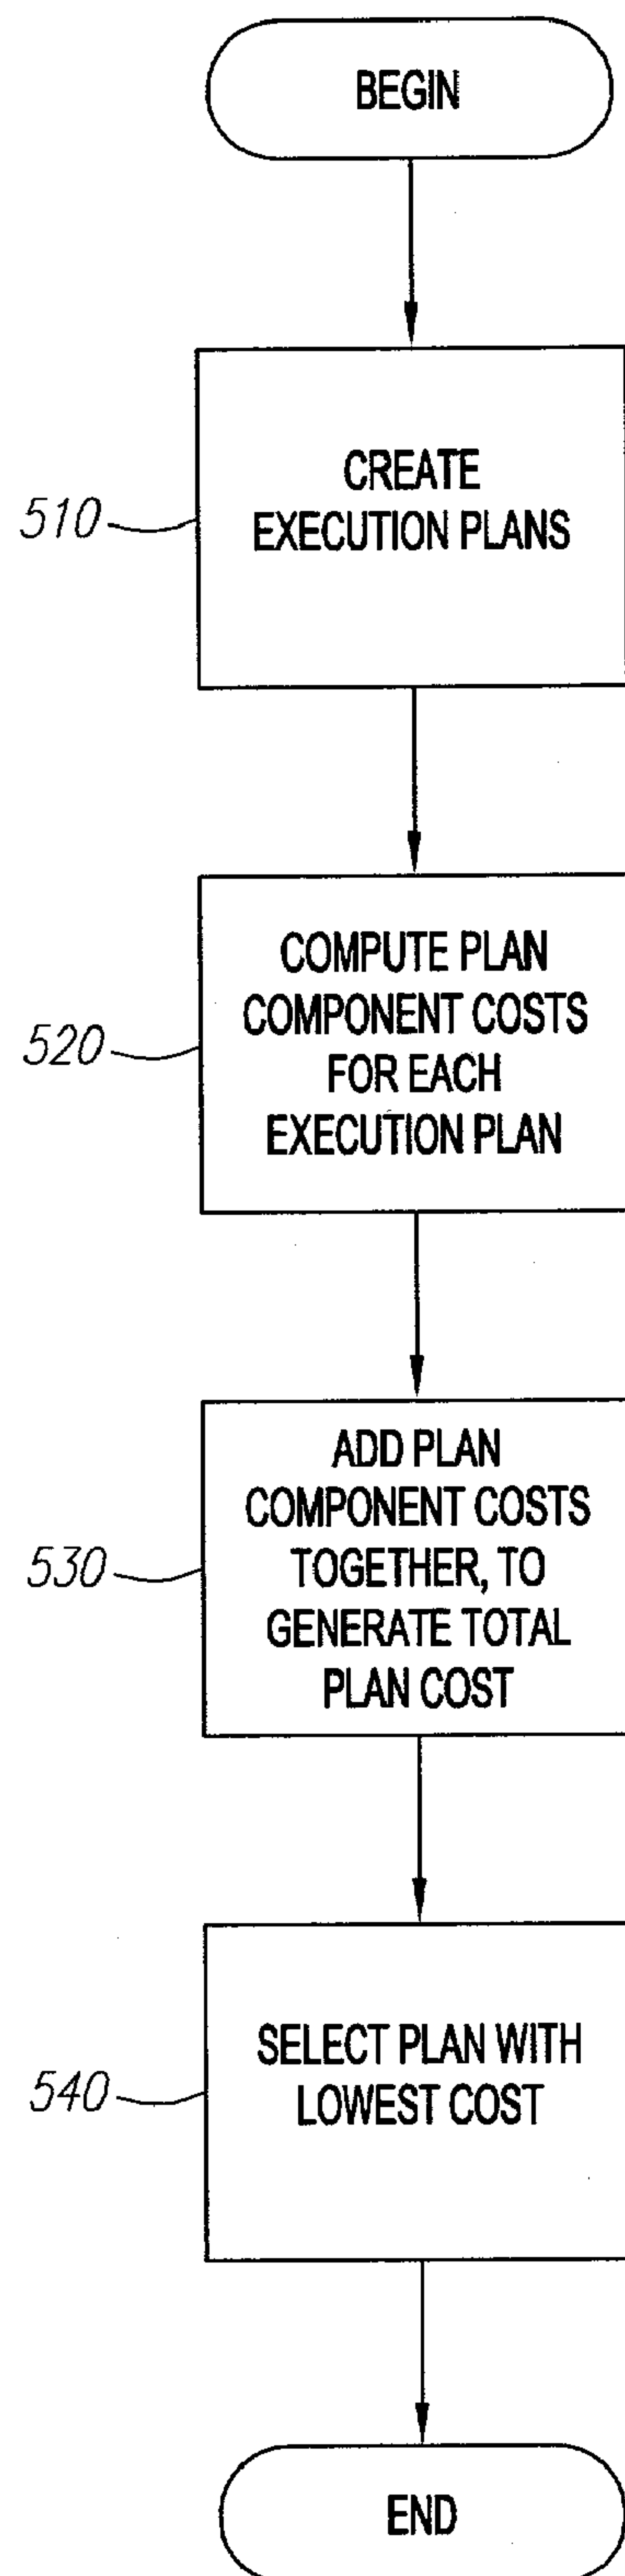 BEGIN
510
CREATE
EXECUTION PLANS
520
COMPUTE PLAN
COMPONENT COSTS
FOR EACH
EXECUTION PLAN
530
ADD PLAN
COMPONENT COSTS
TOGETHER, TO
GENERATE TOTAL
PLAN COST
540
SELECT PLAN WITH
LOWEST COST
END